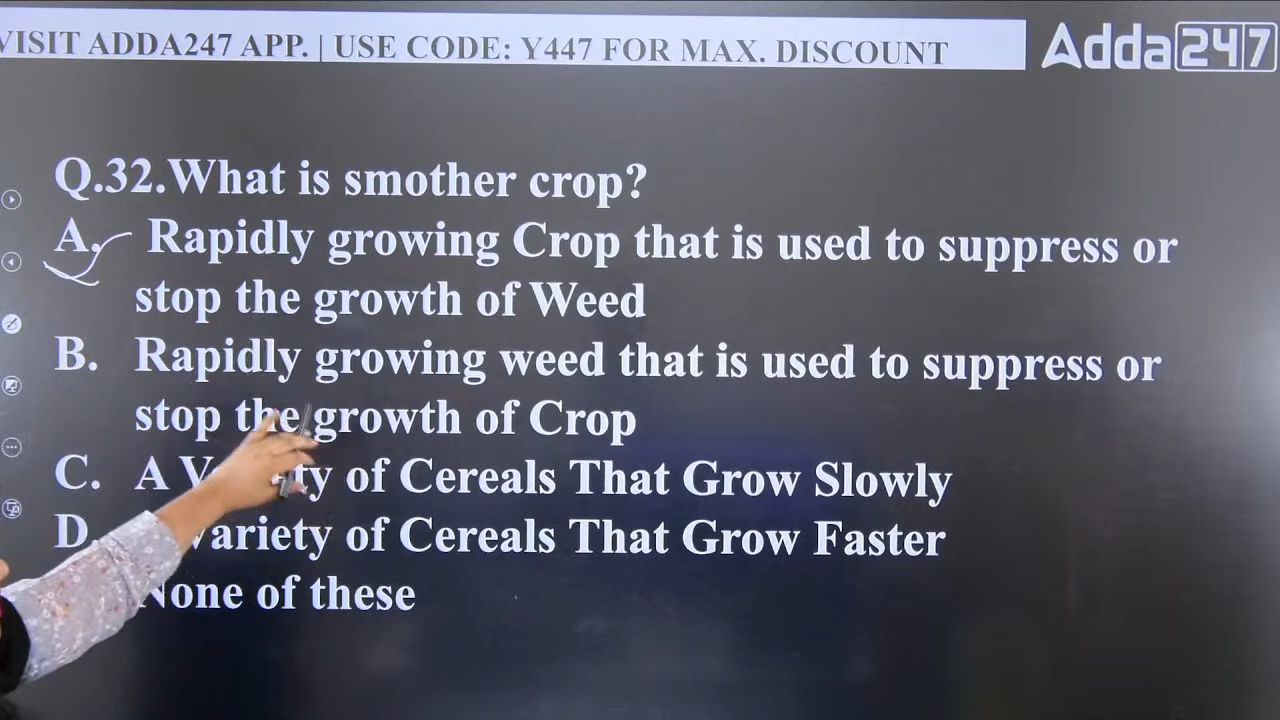 VISIT ADDA247 APP. | USE CODE: Y447 FOR MAX. DISCOUNT
Adda247
Q.32.What is smother crop?
A. Rapidly growing Crop that is used to suppress or
stop the growth of Weed
B. Rapidly growing weed that is used to suppress or
stop the growth of Crop
C. A Variety of Cereals That Grow Slowly
D. Variety of Cereals That Grow Faster
None of these